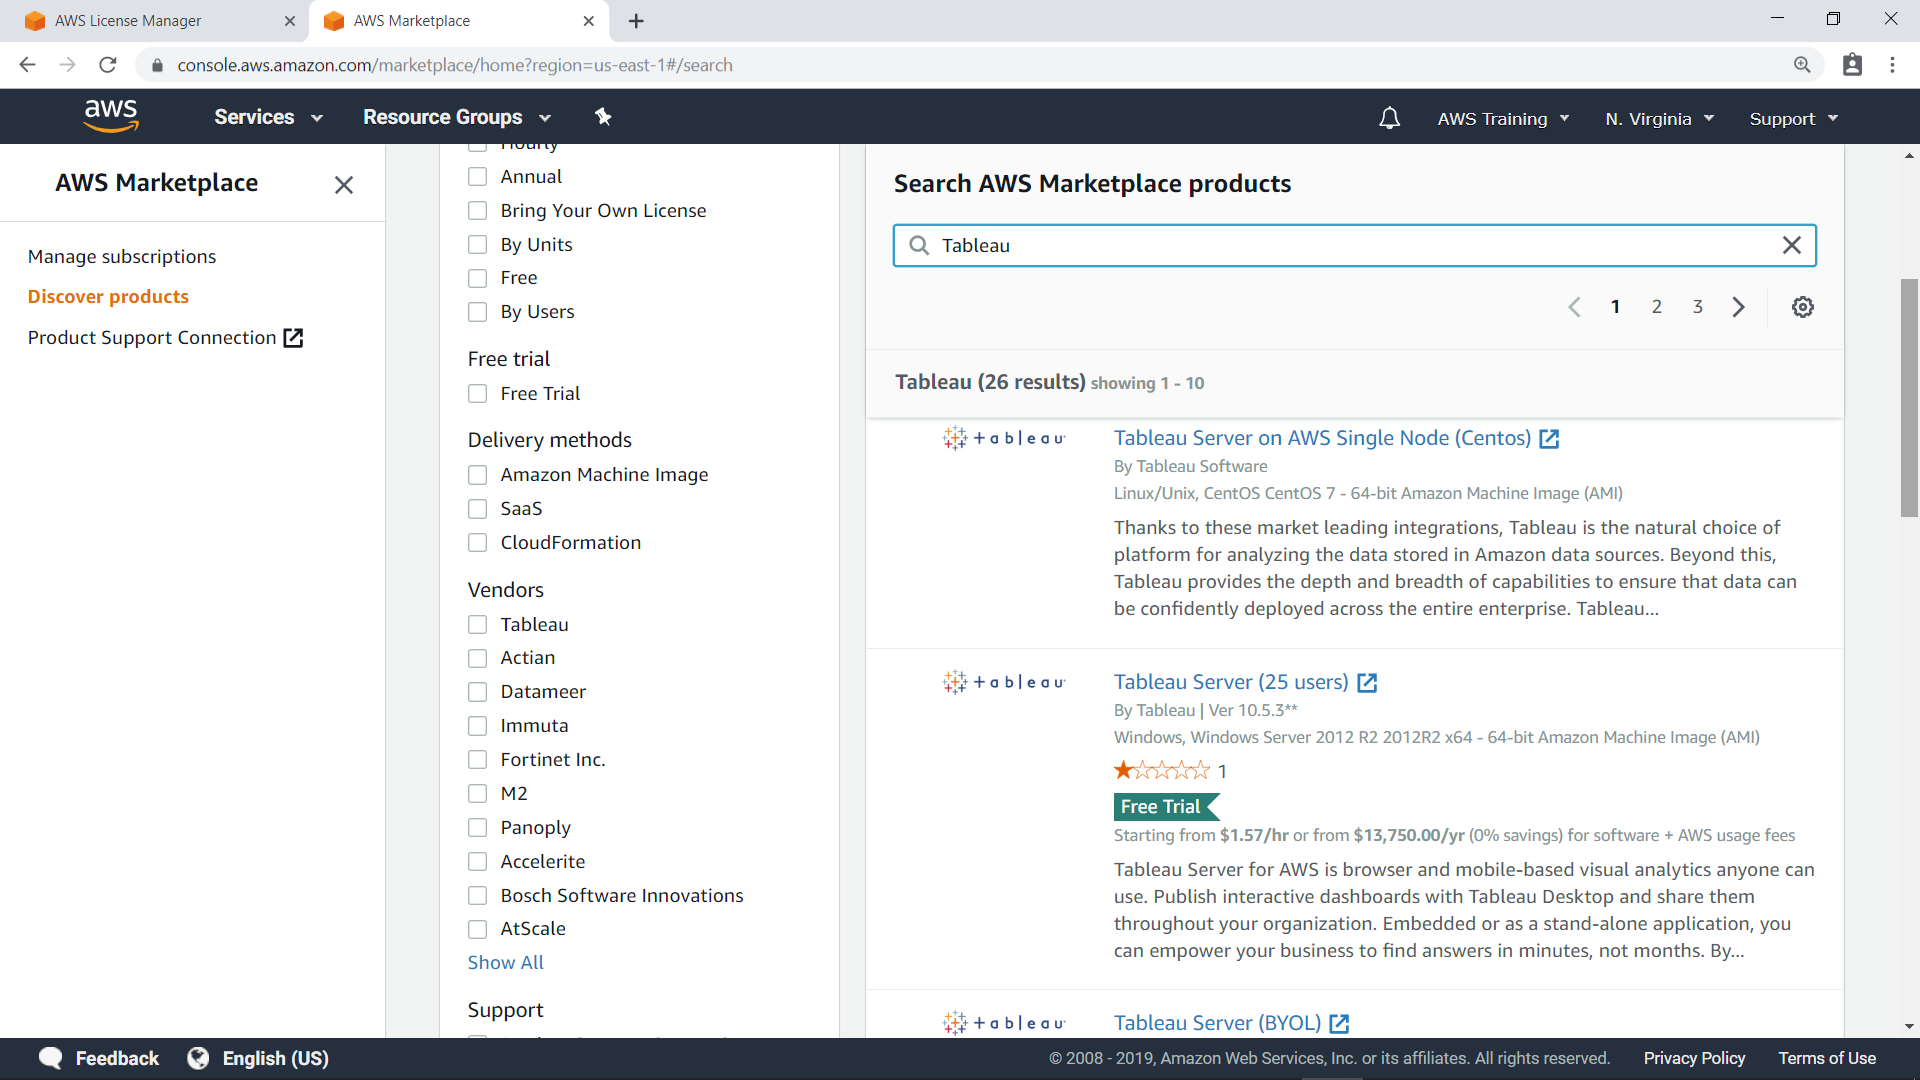 AWS License Manager
AWS Marketplace
console.aws.amazon.com/marketplace/home?region=us-east-1#/search
aws
Services
Resource Groups
AWS Training
N. Virginia
Support
AWS Marketplace
Manage subscriptions
Discover products
Product Support Connection
Hourly
Annual
Bring Your Own License
By Units
Free
By Users
Free trial
Free Trial
Delivery methods
Amazon Machine Image
SaaS
CloudFormation
Vendors
Tableau
Actian
Datameer
Immuta
Fortinet Inc.
M2
Panoply
Accelerite
Bosch Software Innovations
AtScale
Show All
Support
Search AWS Marketplace products
Tableau
1 2 3
Tableau (26 results) showing 1 - 10
+ableau
Tableau Server on AWS Single Node (Centos)
By Tableau Software
Linux/Unix, CentOS CentOS 7 - 64-bit Amazon Machine Image (AMI)
Thanks to these market leading integrations, Tableau is the natural choice of
platform for analyzing the data stored in Amazon data sources. Beyond this,
Tableau provides the depth and breadth of capabilities to ensure that data can
be confidently deployed across the entire enterprise. Tableau...
+ableau
Tableau Server (25 users)
By Tableau | Ver 10.5.3**
Windows, Windows Server 2012 R2 2012R2 x64 - 64-bit Amazon Machine Image (AMI)
1
Free Trial
Starting from $1.57/hr or from $13,750.00/yr (0% savings) for software + AWS usage fees
Tableau Server for AWS is browser and mobile-based visual analytics anyone can
use. Publish interactive dashboards with Tableau Desktop and share them
throughout your organization. Embedded or as a stand-alone application, you
can empower your business to find answers in minutes, not months. By...
+ableau
Tableau Server (BYOL)
Feedback
English (US)
© 2008 - 2019, Amazon Web Services, Inc. or its affiliates. All rights reserved.
Privacy Policy
Terms of Use